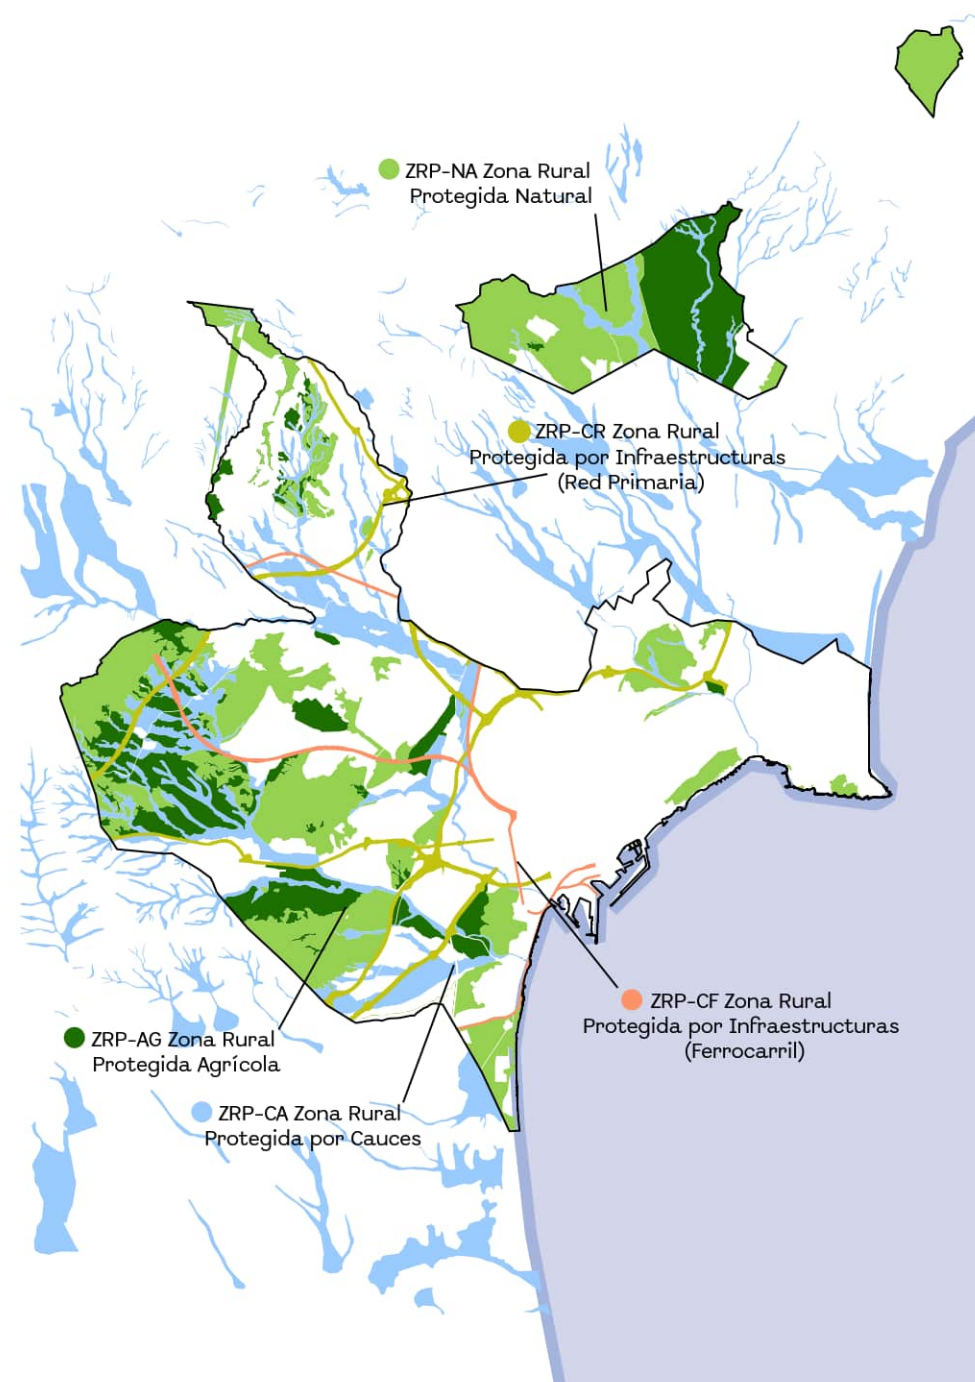 ZRP-NA Zona Rural
Protegida Natural
ZRP-CR Zona Rural
Protegida por Infraestructuras
(Red Primaria)
ZRP-CF Zona Rural
Protegida por Infraestructuras
(Ferrocarril)
ZRP-AG Zona Rural
Protegida Agrícola
ZRP-CA Zona Rural
Protegida por Cauces